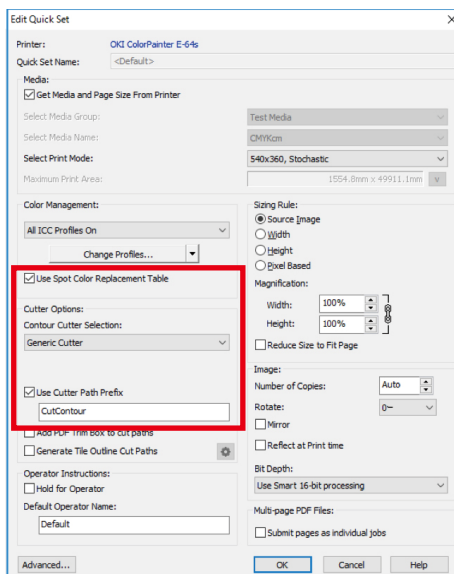 Edit Quick Set
Printer: OKI ColorPainter E-64s
Quick Set Name: <Default>
Media:
Get Media and Page Size From Printer
Select Media Group: Test Media
Select Media Name: CMYKcm
Select Print Mode: 540x360, Stochastic
Maximum Print Area: 1554.8mm x 49911.1mm v
Color Management:
All ICC Profiles On
Change Profiles...
Use Spot Color Replacement Table
Cutter Options:
Contour Cutter Selection:
Generic Cutter
Use Cutter Path Prefix
CutContour
Add PDF Trim Box to cut paths
Generate Tile Outline Cut Paths
Operator Instructions:
Hold for Operator
Default Operator Name:
Default
Sizing Rule:
Source Image
Width
Height
Pixel Based
Magnification:
Width: 100%
Height: 100%
Reduce Size to Fit Page
Image:
Number of Copies: Auto
Rotate: 0~
Mirror
Reflect at Print time
Bit Depth:
Use Smart 16-bit processing
Multi-page PDF Files:
Submit pages as individual jobs
Advanced... OK Cancel Help